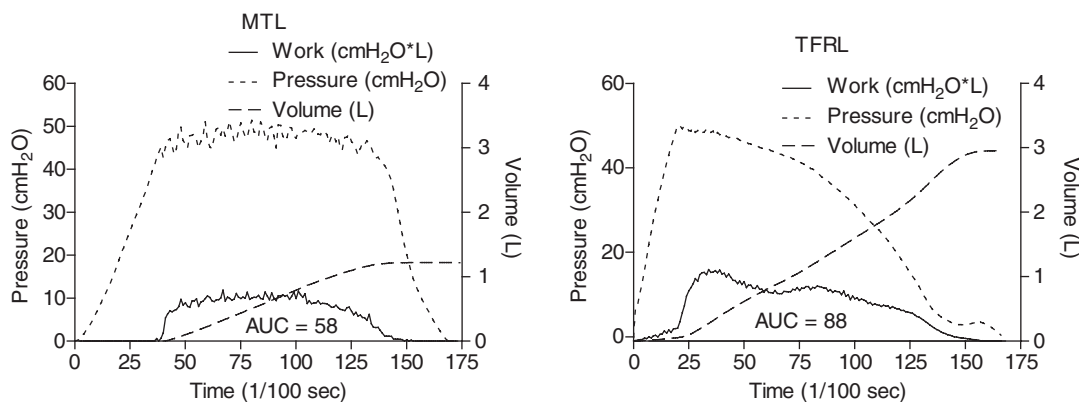 MTL
Work (cmH2O*L)
Pressure (cmH2O)
Volume (L)
60
50
40
30
20
10
0
Pressure (cmH2O)
4
3
2
1
0
Volume (L)
AUC = 58
0 25 50 75 100 125 150 175
Time (1/100 sec)
TFRL
Work (cmH2O*L)
Pressure (cmH2O)
Volume (L)
60
40
20
0
Pressure (cmH2O)
4
3
2
1
0
Volume (L)
AUC = 88
0 25 50 75 100 125 150 175
Time (1/100 sec)